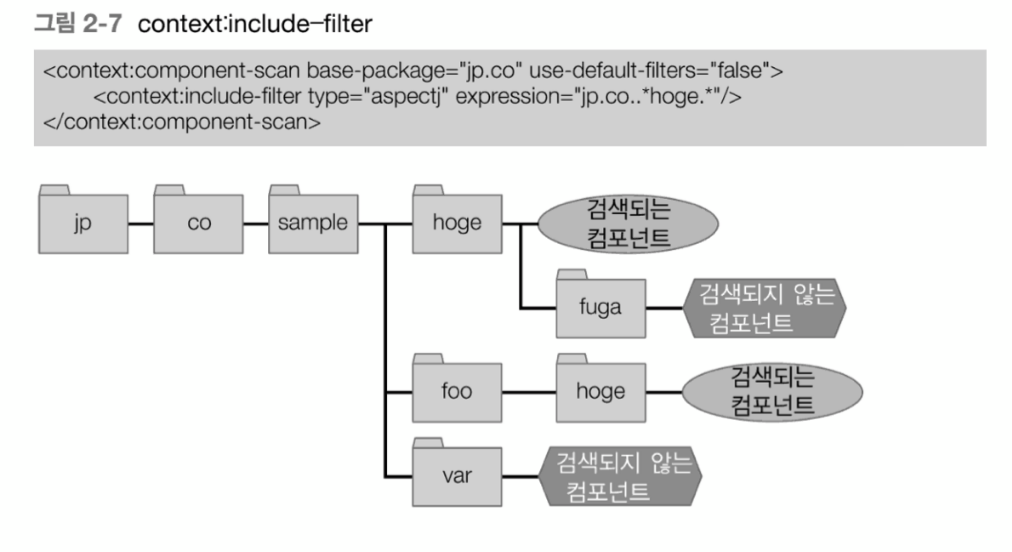 그림 2-7 context:include-filter
<context:component-scan base-package="jp.co" use-default-filters="false">
<context:include-filter type="aspectj" expression="jp.co..*hoge.*"/>
</context:component-scan>
jp
co
sample
hoge
검색되는
컴포넌트
fuga
검색되지 않는
컴포넌트
foo
hoge
검색되는
컴포넌트
var
검색되지 않는
컴포넌트